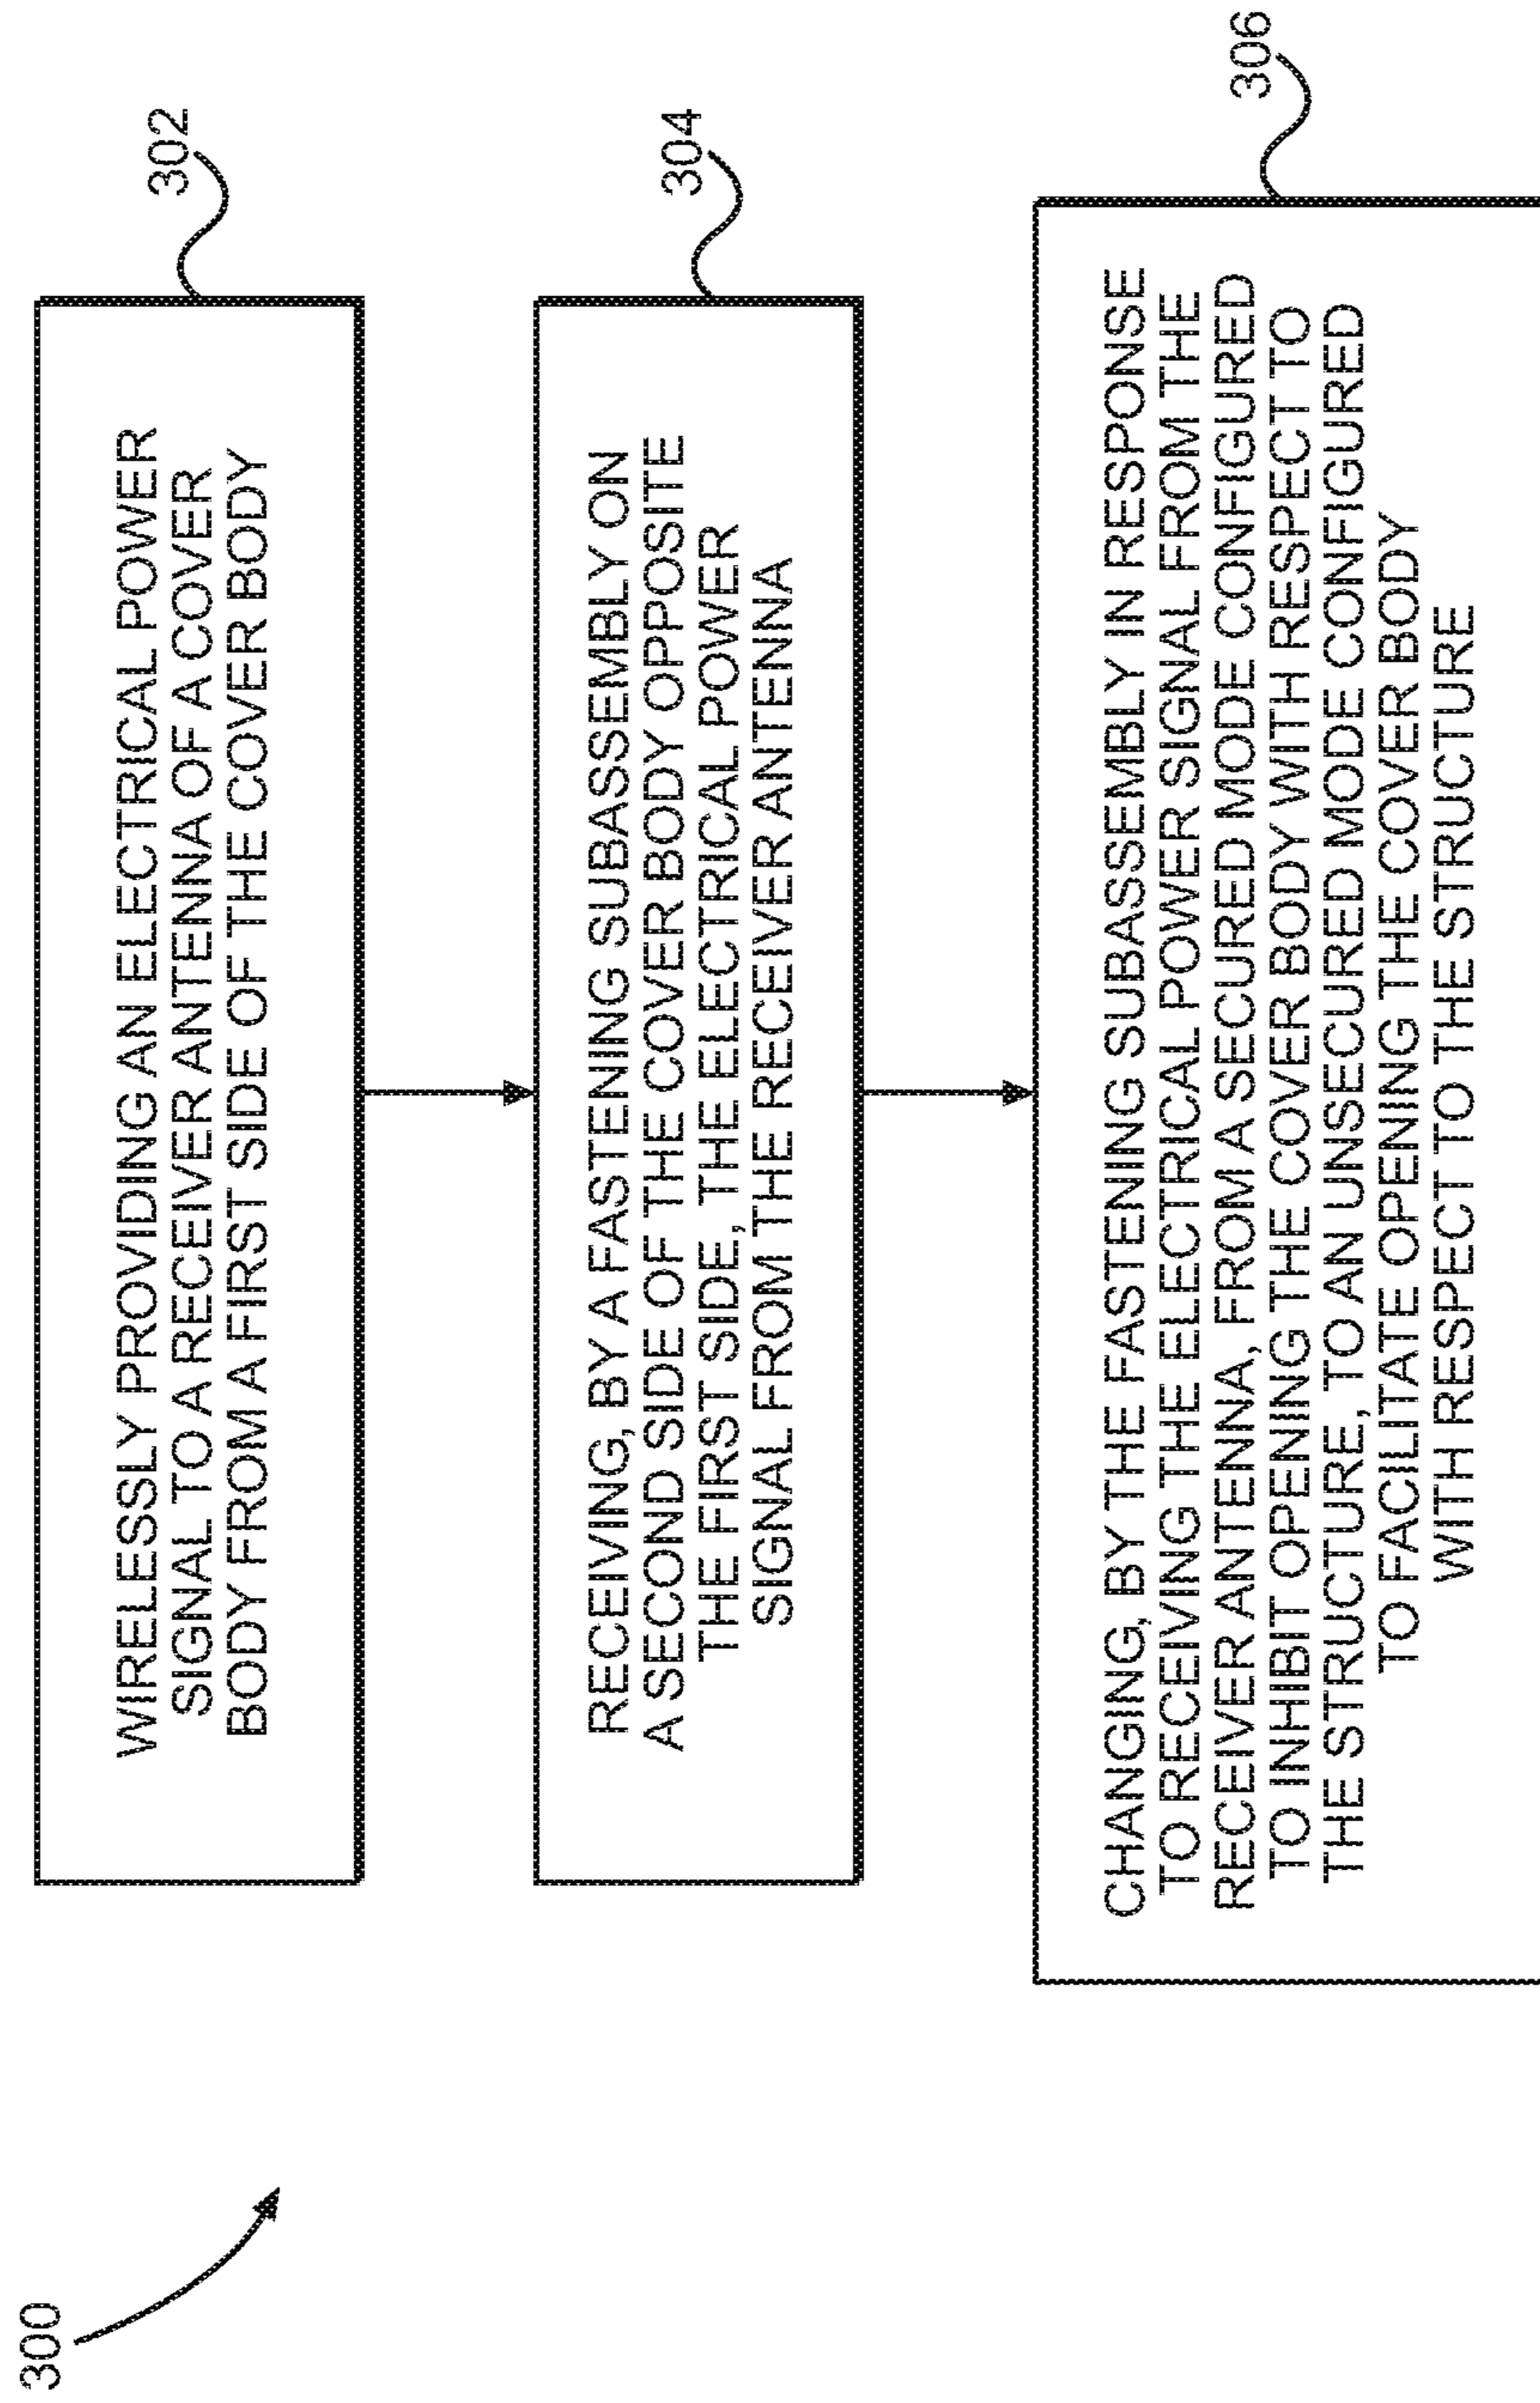 300
WIRELESSLY PROVIDING AN ELECTRICAL POWER
SIGNAL TO A RECEIVER ANTENNA OF A COVER
BODY FROM A FIRST SIDE OF THE COVER BODY
302
RECEIVING, BY A FASTENING SUBASSEMBLY ON
A SECOND SIDE OF THE COVER BODY OPPOSITE
THE FIRST SIDE, THE ELECTRICAL POWER
SIGNAL FROM THE RECEIVER ANTENNA
304
CHANGING, BY THE FASTENING SUBASSEMBLY IN RESPONSE
TO RECEIVING THE ELECTRICAL POWER SIGNAL FROM THE
RECEIVER ANTENNA, FROM A SECURED MODE CONFIGURED
TO INHIBIT OPENING THE COVER BODY WITH RESPECT TO
THE STRUCTURE, TO AN UNSECURED MODE CONFIGURED
TO FACILITATE OPENING THE COVER BODY
WITH RESPECT TO THE STRUCTURE
306